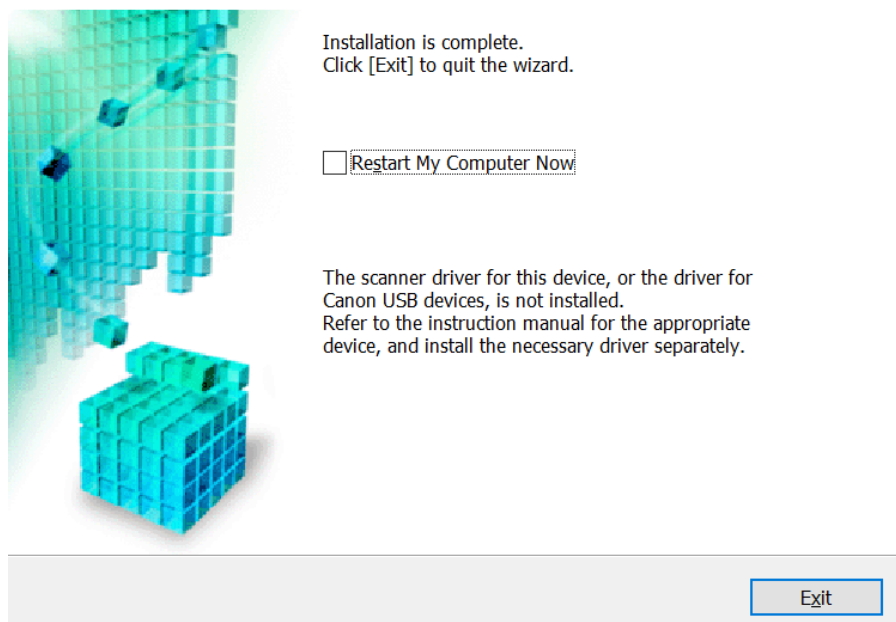 Installation is complete.
Click [Exit] to quit the wizard.
Restart My Computer Now
The scanner driver for this device, or the driver for
Canon USB devices, is not installed.
Refer to the instruction manual for the appropriate
device, and install the necessary driver separately.
Exit